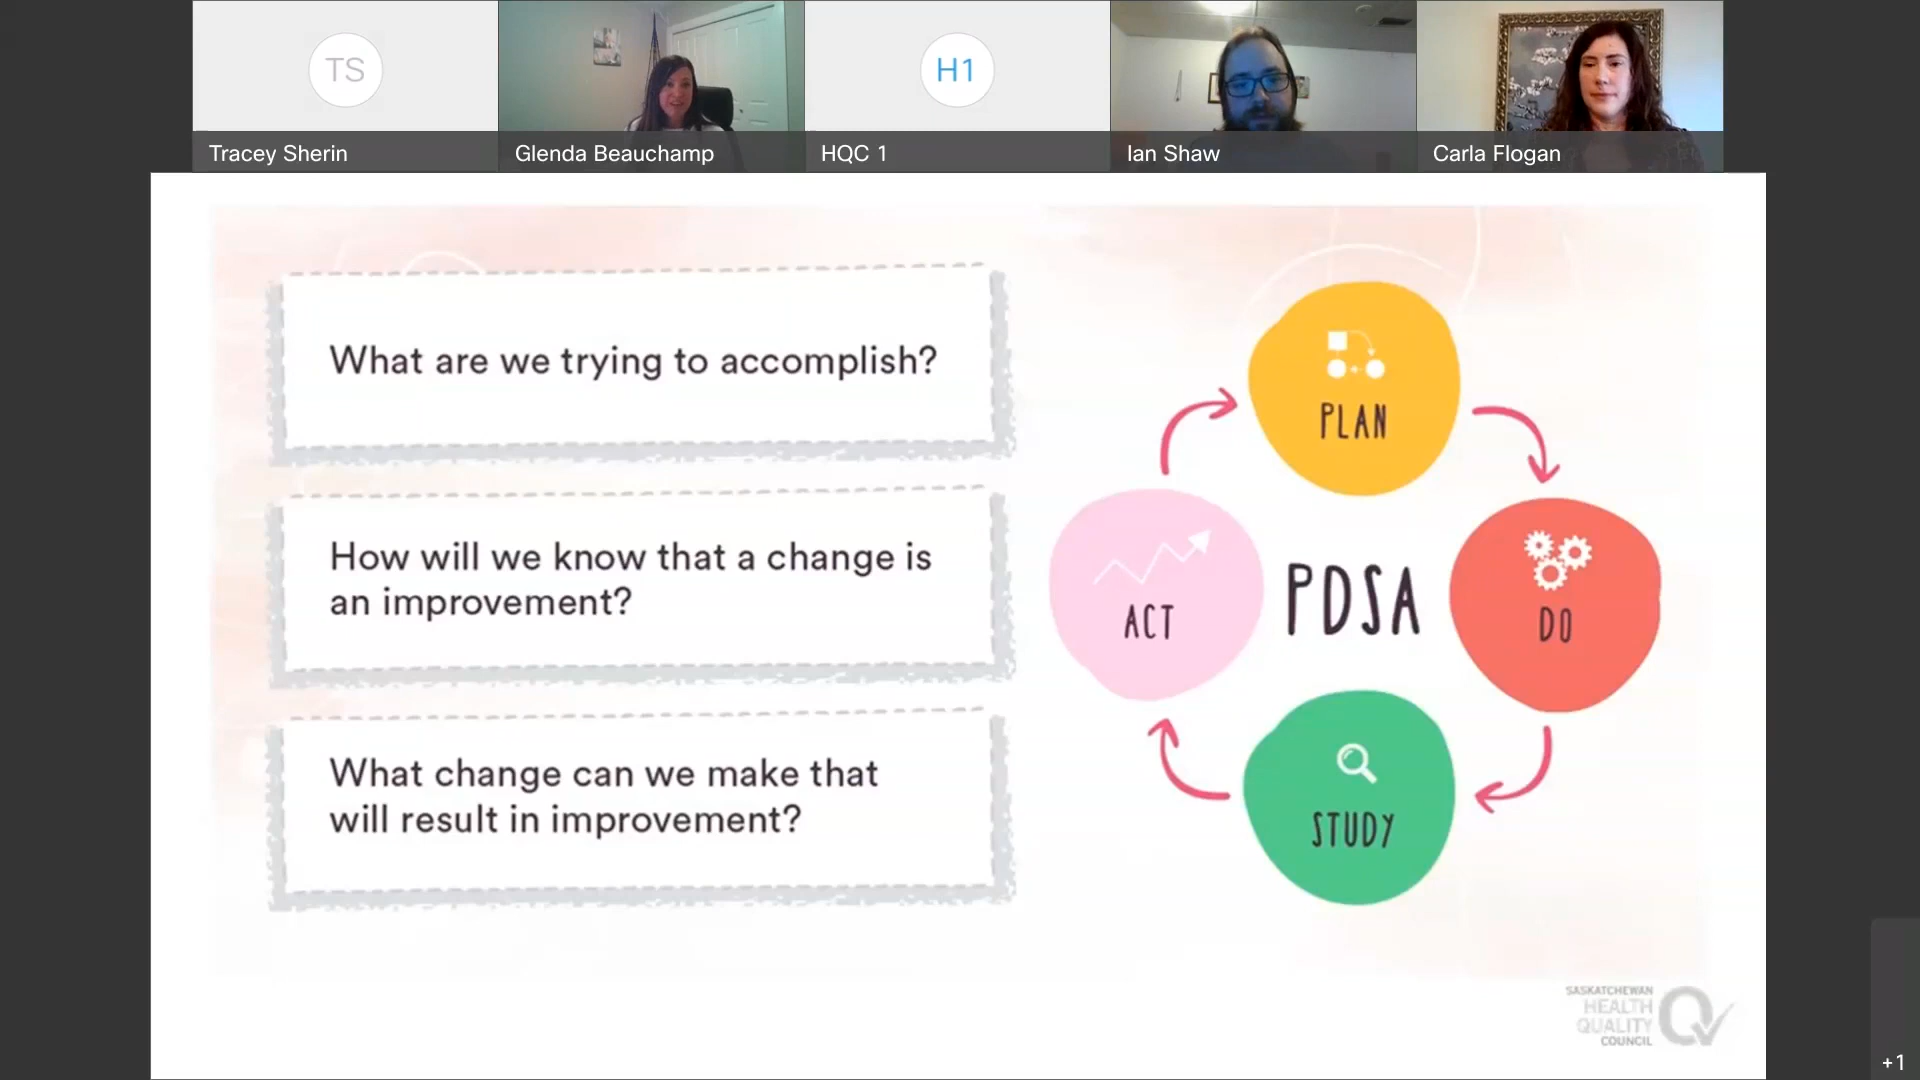 TS
H1
Tracey Sherin
Glenda Beauchamp
HQC 1
Ian Shaw
Carla Flogan
What are we trying to accomplish?
How will we know that a change is
an improvement?
What change can we make that
will result in improvement?
PLAN
DO
PDSA
ACT
STUDY
SASKATCHEWAN
HEALTH
QUALITY
COUNCIL
+1